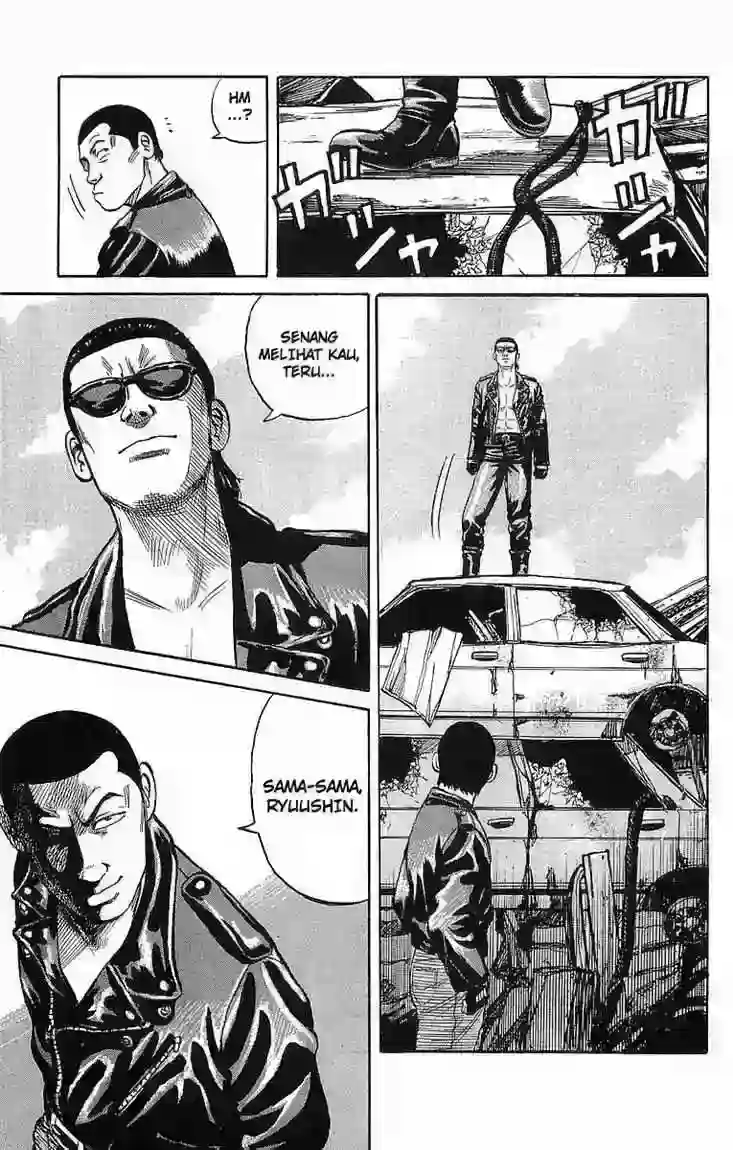 ガジャ
ガジャ
HM
...?
SENANG
MELIHAT KAU,
TERU...
SAMA-SAMA,
RYUUSHIN.